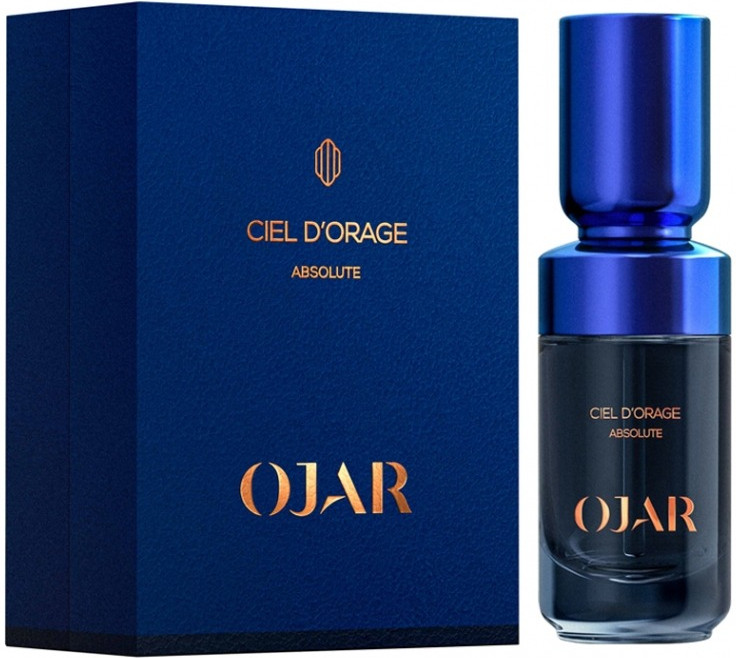 CIEL D'ORAGE
ABSOLUTE
OJAR
CIEL D'ORAGE
ABSOLUTE
OJAR